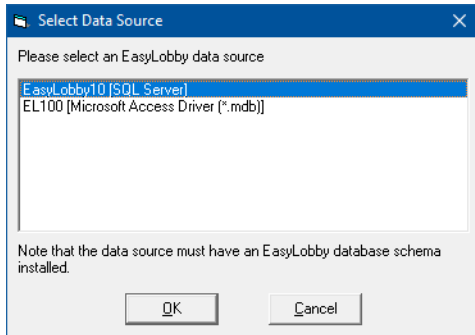 Select Data Source
Please select an EasyLobby data source
EasyLobby10 [SQL Server]
EL100 [Microsoft Access Driver (*.mdb)]
Note that the data source must have an EasyLobby database schema
installed.
OK Cancel